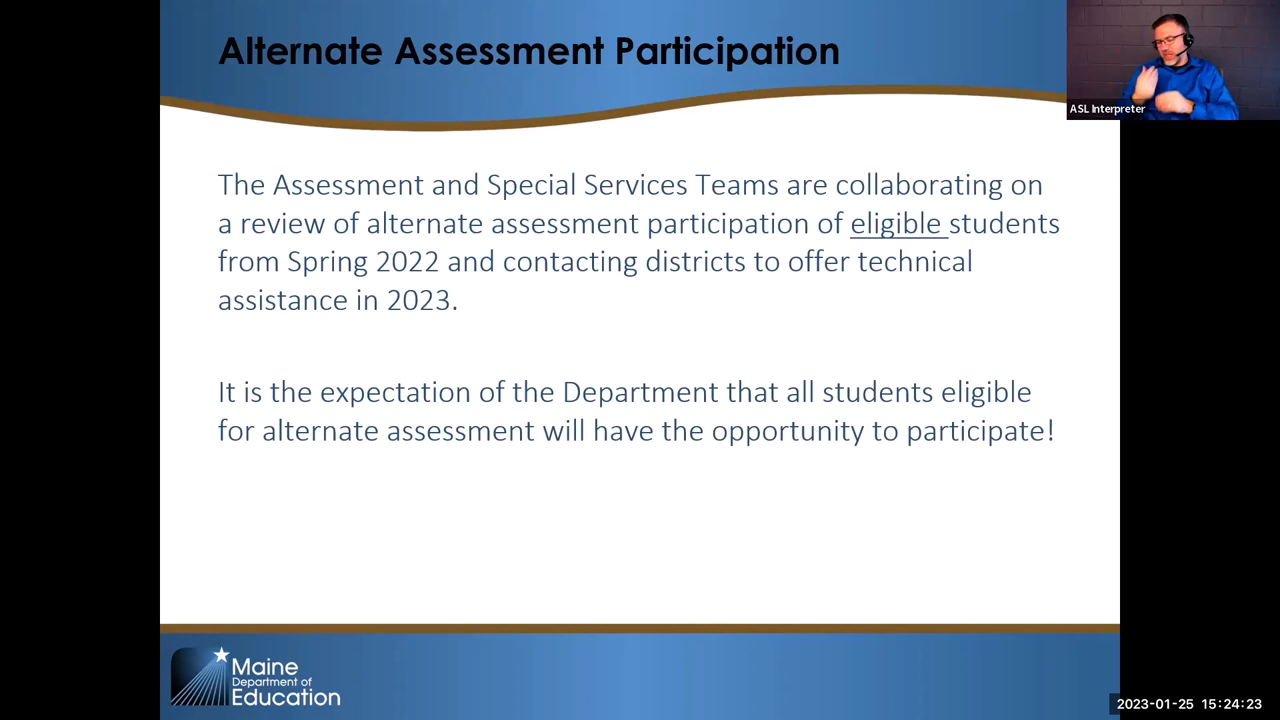 Alternate Assessment Participation
ASL Interpreter
The Assessment and Special Services Teams are collaborating on
a review of alternate assessment participation of eligible students
from Spring 2022 and contacting districts to offer technical
assistance in 2023.
It is the expectation of the Department that all students eligible
for alternate assessment will have the opportunity to participate!
Maine
Department of
Education
2023-01-25 15:24:23